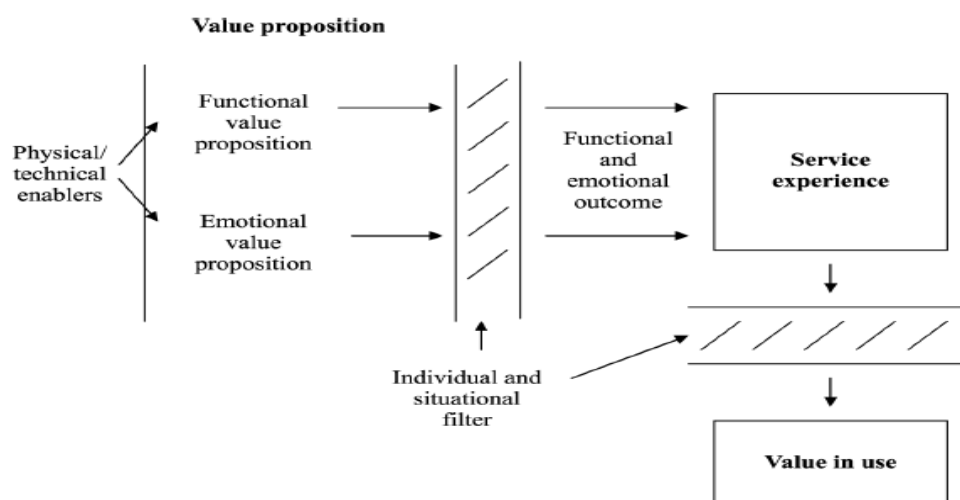 Value proposition
Functional
value
proposition
Physical/
technical
enablers
Emotional
value
proposition
Functional
and
emotional
outcome
Service
experience
Individual and
situational
filter
Value in use